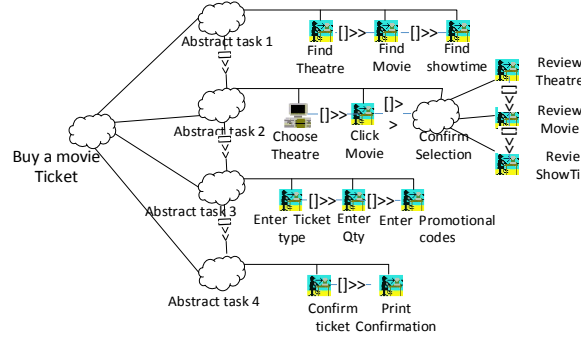 Abstract task 1
[]>>
Find
Theatre
[]>>
Find
Movie
[]>>
Find
showtime
Abstract task 2
[]>>
Choose
Theatre
[]>>
Click
Movie
[]>
>
Confirm
Selection
Review
Theatre
[]>>
Review
Movie
[]>>
Revie
ShowTi
Buy a movie
Ticket
Abstract task 3
[]>>
Enter Ticket
type
[]>>
Enter
Qty
[]>>
Enter Promotional
codes
Abstract task 4
Confirm
ticket
[]>>
Print
Confirmation